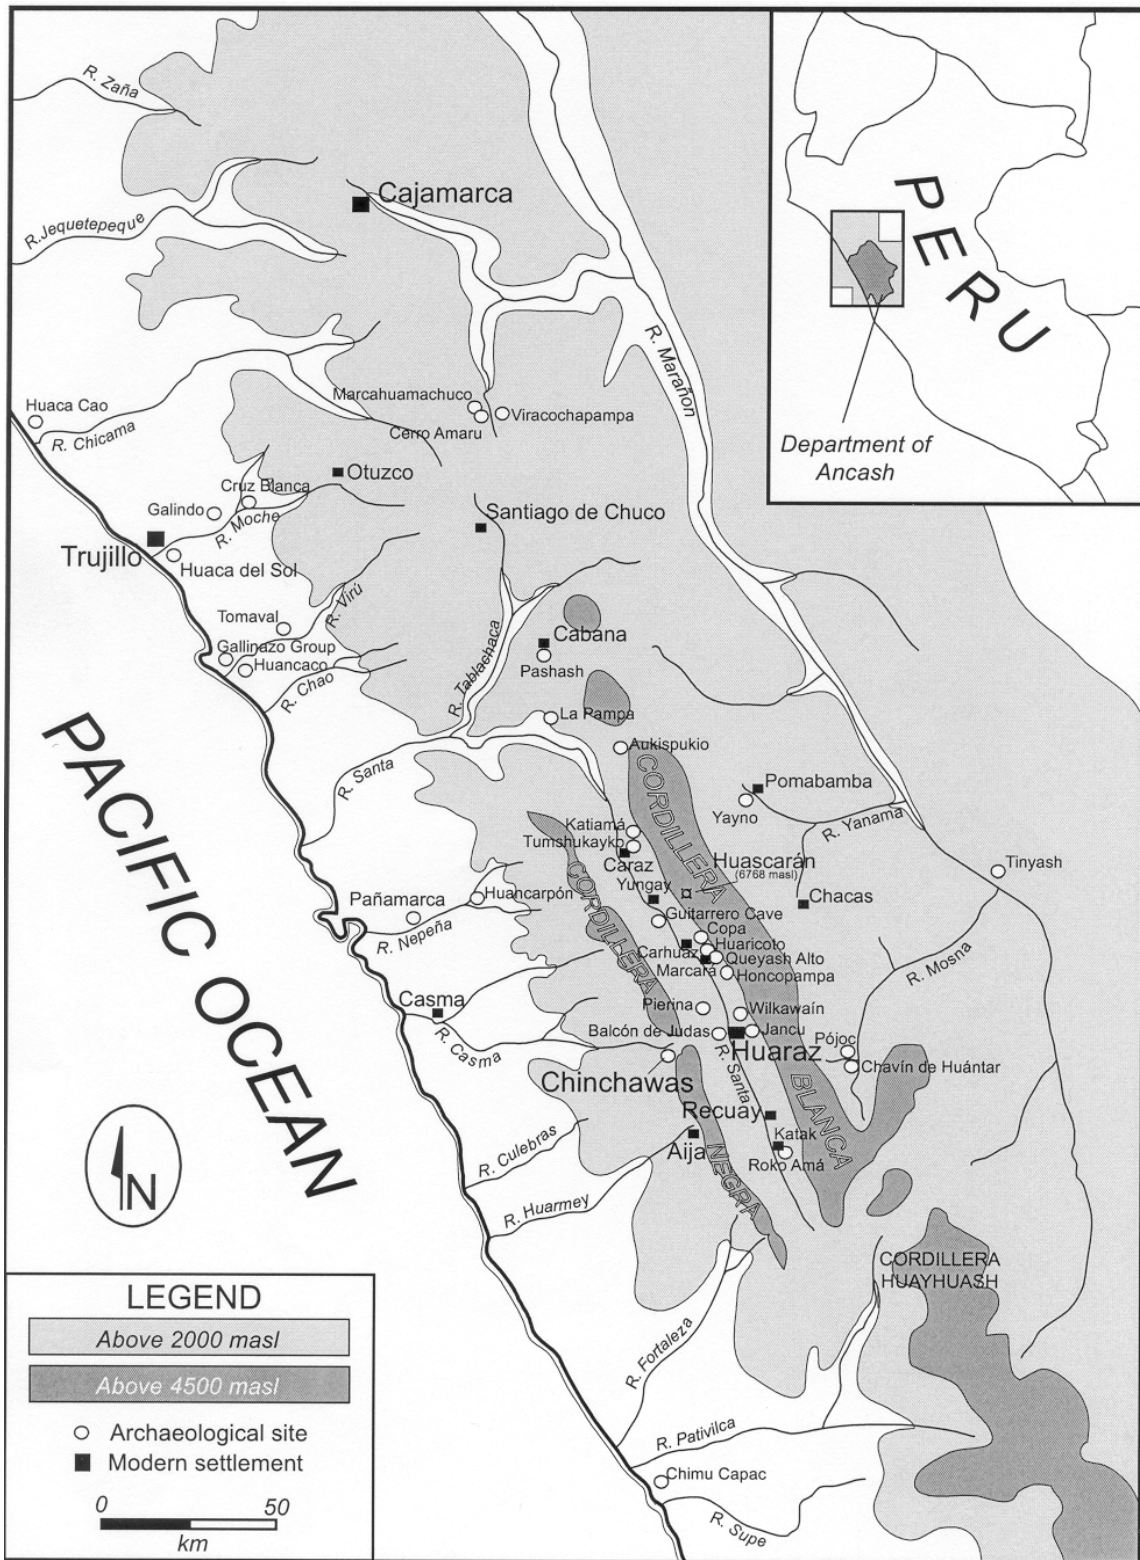 R. Zaña
R.Jequetepeque
Cajamarca
PERU
R. Marañon
Department of
Ancash
Huaca Cao
R. Chicama
Marcahuamachuco
Viracochapampa
Cerro Amaru
Otuzco
Cruz Blanca
Galindo
R. Moche
Santiago de Chuco
Trujillo
Huaca del Sol
R. Virú
Tomaval
Gallinazo Group
Huancaco
R. Chao
R. Tablachaca
Cabana
Pashash
La Pampa
Aukispukio
R. Santa
PACIFIC OCEAN
CORDILLERA
BLANCA
Pomabamba
Yayno
R. Yanama
Katiamá
Tumshukayko
Caraz
Huascarán
(6768 masl)
Tinyash
Yungay
Chacas
CORDILLERA
NEGRA
Huancarpón
Pañamarca
R. Nepeña
Guitarrero Cave
Copa
Huaricoto
Carhuaz
Queyash Alto
Marcará
Honcopampa
R. Mosna
Casma
R. Casma
Pierina
Wilkawaín
Balcón de Judas
Jancu
Huaraz
Pójoc
Chavín de Huántar
Chinchawas
R. Santa
Recuay
Katak
Aija
Roko Amá
R. Culebras
R. Huarmey
N
CORDILLERA
HUAYHUASH
R. Fortaleza
R. Pativilca
Chimu Capac
R. Supe
LEGEND
Above 2000 masl
Above 4500 masl
Archaeological site
Modern settlement
0 50
km